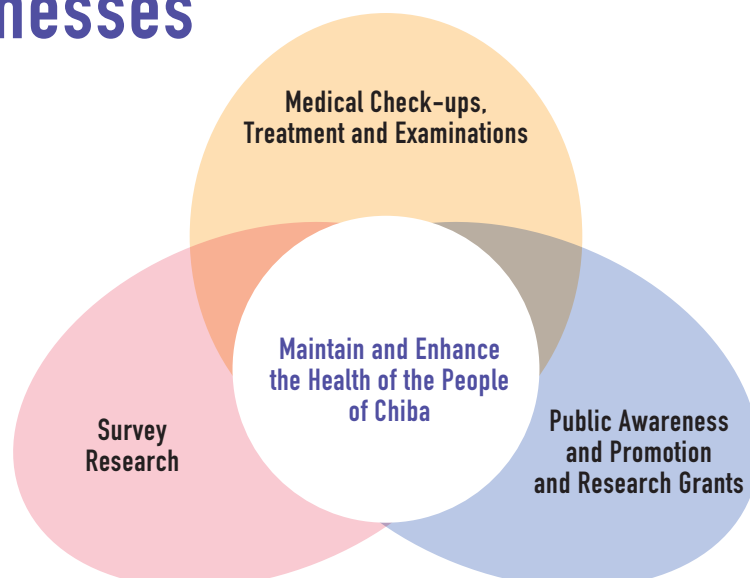 nesses
Medical Check-ups,
Treatment and Examinations
Maintain and Enhance
the Health of the People
of Chiba
Survey
Research
Public Awareness
and Promotion
and Research Grants